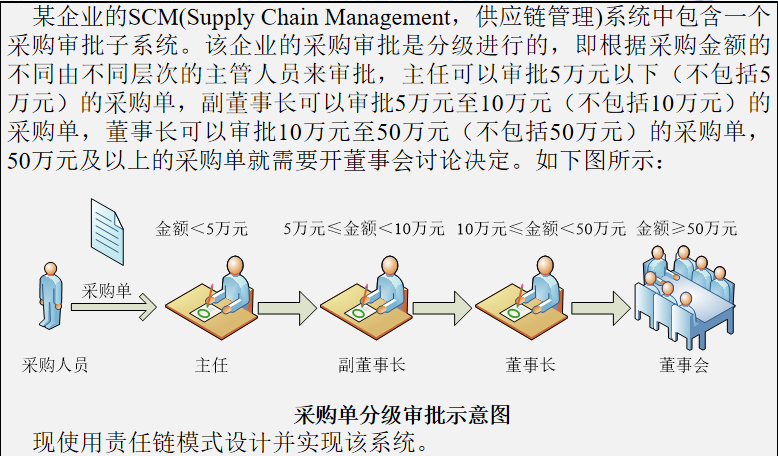 某企业的SCM(Supply Chain Management，供应链管理)系统中包含一个
采购审批子系统。该企业的采购审批是分级进行的，即根据采购金额的
不同由不同层次的主管人员来审批，主任可以审批5万元以下（不包括5
万元）的采购单，副董事长可以审批5万元至10万元（不包括10万元）的
采购单，董事长可以审批10万元至50万元（不包括50万元）的采购单，
50万元及以上的采购单就需要开董事会讨论决定。如下图所示：
金额＜5万元 5万元≤金额＜10万元 10万元≤金额＜50万元 金额≥50万元
采购单
采购人员 主任 副董事长 董事长 董事会
采购单分级审批示意图
现使用责任链模式设计并实现该系统。